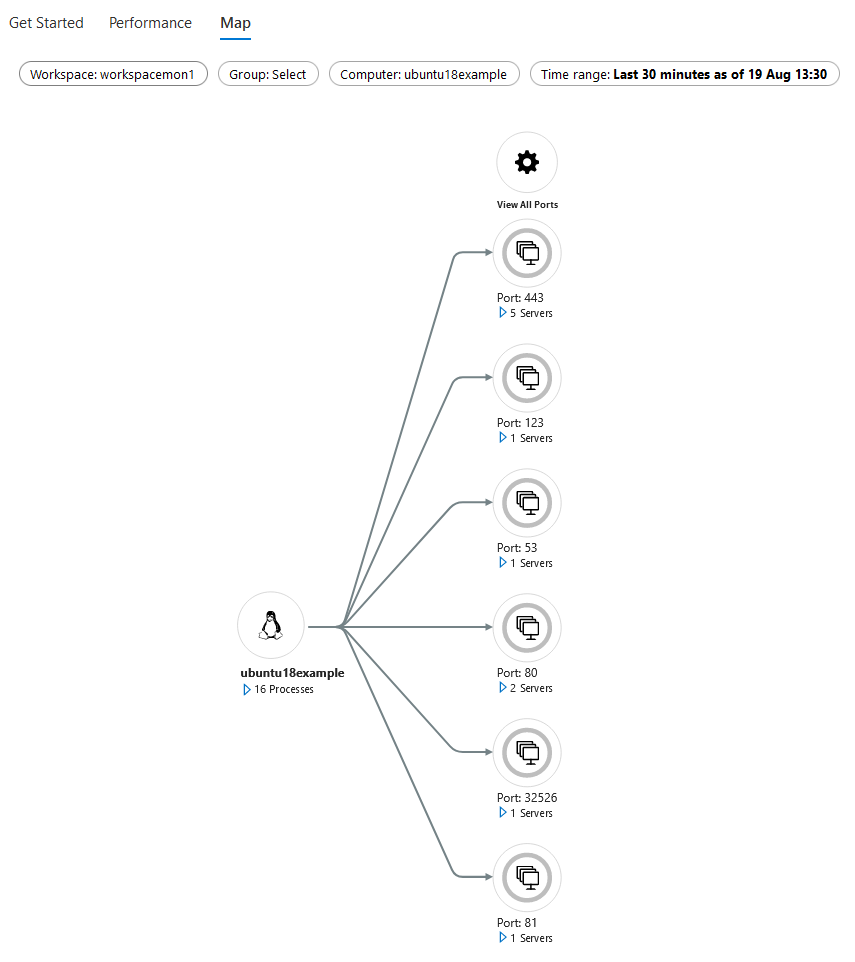 Get Started Performance Map
Workspace: workspacemon1 Group: Select Computer: ubuntu18example Time range: Last 30 minutes as of 19 Aug 13:30
View All Ports
Port: 443
5 Servers
Port: 123
1 Servers
Port: 53
1 Servers
ubuntu18example
16 Processes
Port: 80
2 Servers
Port: 32526
1 Servers
Port: 81
1 Servers